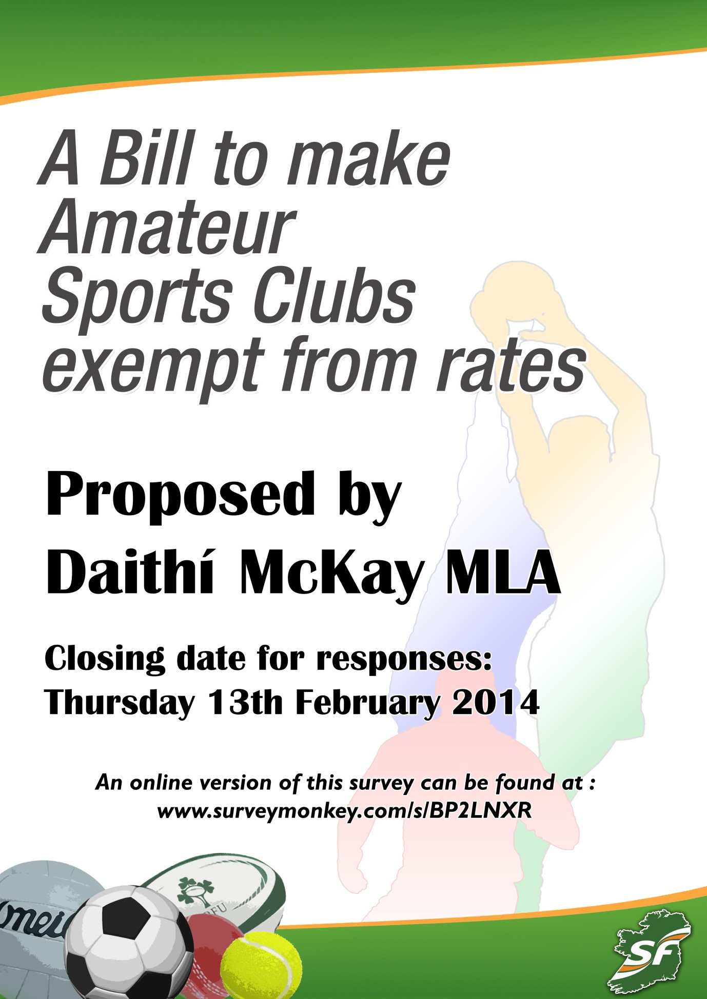 A Bill to make
Amateur
Sports Clubs
exempt from rates
Proposed by
Daithí McKay MLA
Closing date for responses:
Thursday 13th February 2014
An online version of this survey can be found at :
www.surveymonkey.com/s/BP2LNXR
SF